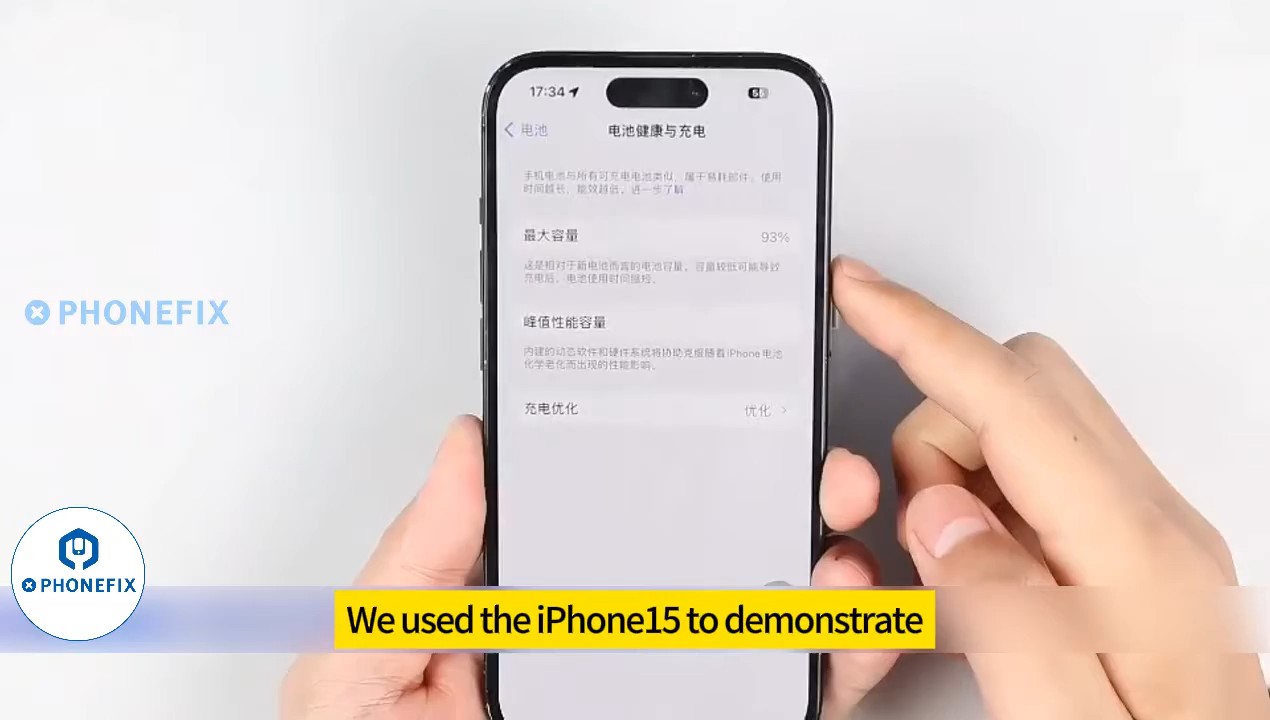 17:34
55
电池
电池健康与充电
手机电池与所有可充电电池类似，属于易耗部件，使用
时间越长，能效越低。进一步了解
最大容量
93%
这是相对于新电池而言的电池容量。容量较低可能导致
充电后，电池使用时间缩短。
PHONEFIX
峰值性能容量
内建的动态软件和硬件系统将协助克服随着iPhone 电池
化学老化而出现的性能影响。
充电优化
优化
PHONEFIX
We used the iPhone15 to demonstrate